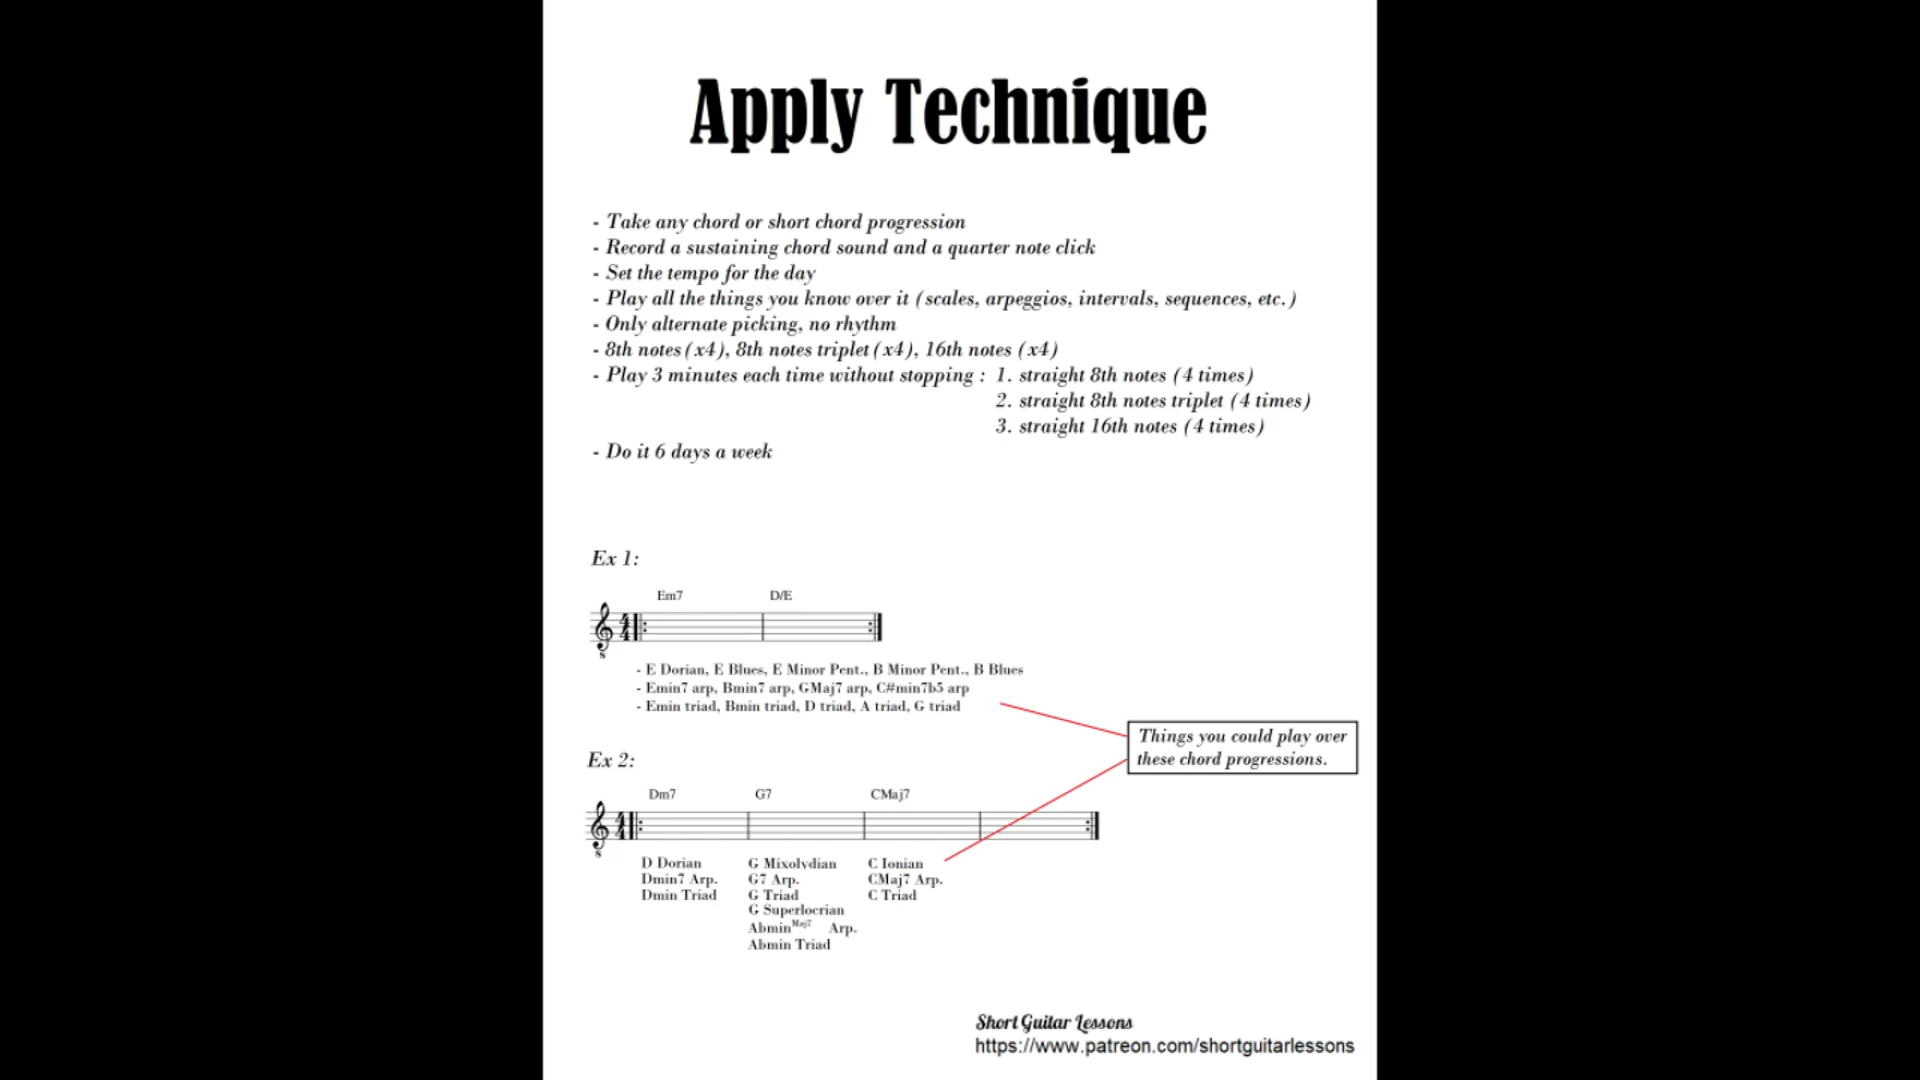 Apply Technique
- Take any chord or short chord progression
- Record a sustaining chord sound and a quarter note click
- Set the tempo for the day
- Play all the things you know over it (scales, arpeggios, intervals, sequences, etc.)
- Only alternate picking, no rhythm
- 8th notes (x4), 8th notes triplet (x4), 16th notes (x4)
- Play 3 minutes each time without stopping : 1. straight 8th notes (4 times)
2. straight 8th notes triplet (4 times)
3. straight 16th notes (4 times)
- Do it 6 days a week
Ex 1:
Em7 D/E
- E Dorian, E Blues, E Minor Pent., B Minor Pent., B Blues
- Emin7 arp, Bmin7 arp, GMaj7 arp, C#min7b5 arp
- Emin triad, Bmin triad, D triad, A triad, G triad
Things you could play over
these chord progressions.
Ex 2:
Dm7 G7 CMaj7
D Dorian G Mixolydian C Ionian
Dmin7 Arp. G7 Arp. CMaj7 Arp.
Dmin Triad G Triad C Triad
G Superlocrian
AbminMaj7 Arp.
Abmin Triad
Short Guitar Lessons
https://www.patreon.com/shortguitarlessons